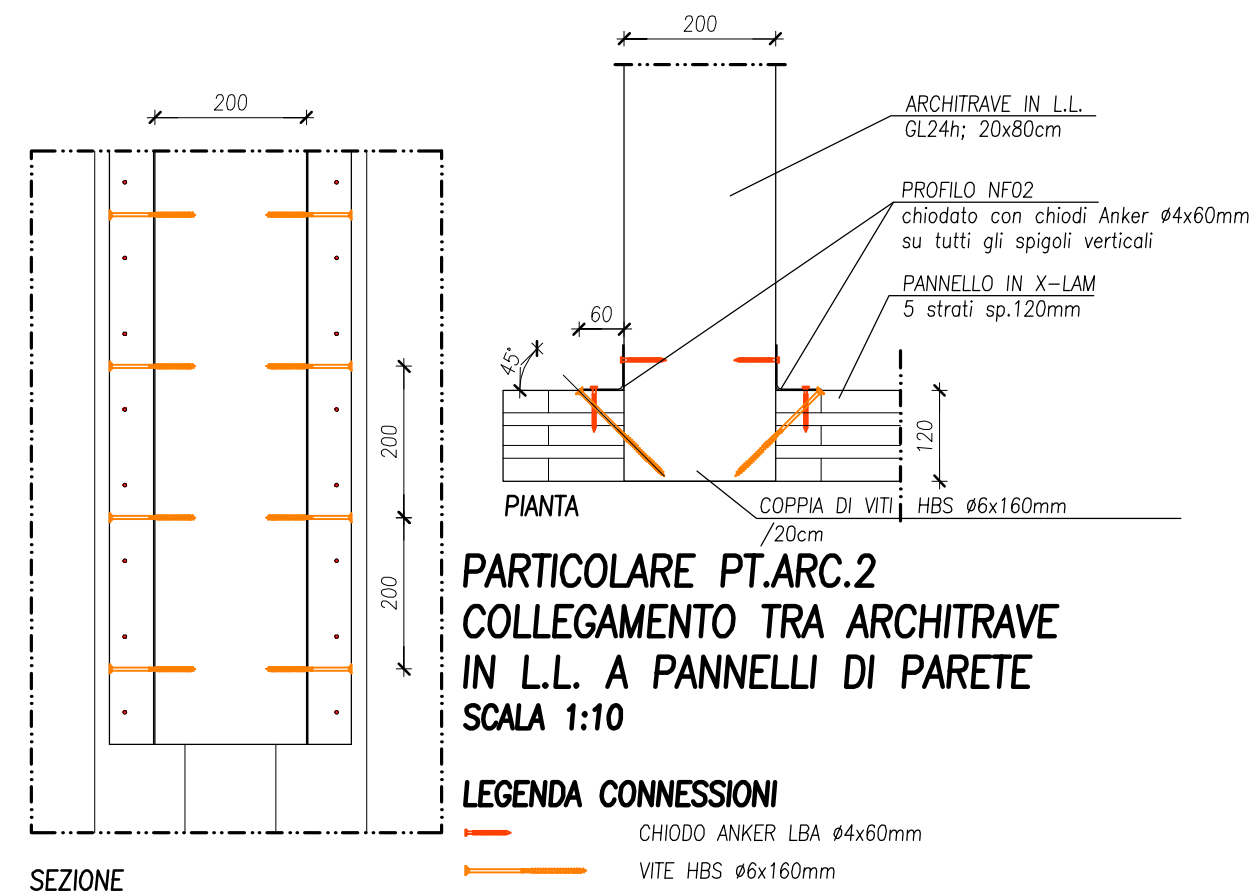 200
200
ARCHITRAVE IN L.L.
GL24h; 20x80cm
PROFILO NF02
chiodato con chiodi Anker ø4x60mm
su tutti gli spigoli verticali
PANNELLO IN X-LAM
5 strati sp.120mm
60
45°
120
200
200
PIANTA
COPPIA DI VITI HBS ø6x160mm
/20cm
PARTICOLARE PT.ARC.2
COLLEGAMENTO TRA ARCHITRAVE
IN L.L. A PANNELLI DI PARETE
SCALA 1:10
LEGENDA CONNESSIONI
CHIODO ANKER LBA ø4x60mm
VITE HBS ø6x160mm
SEZIONE